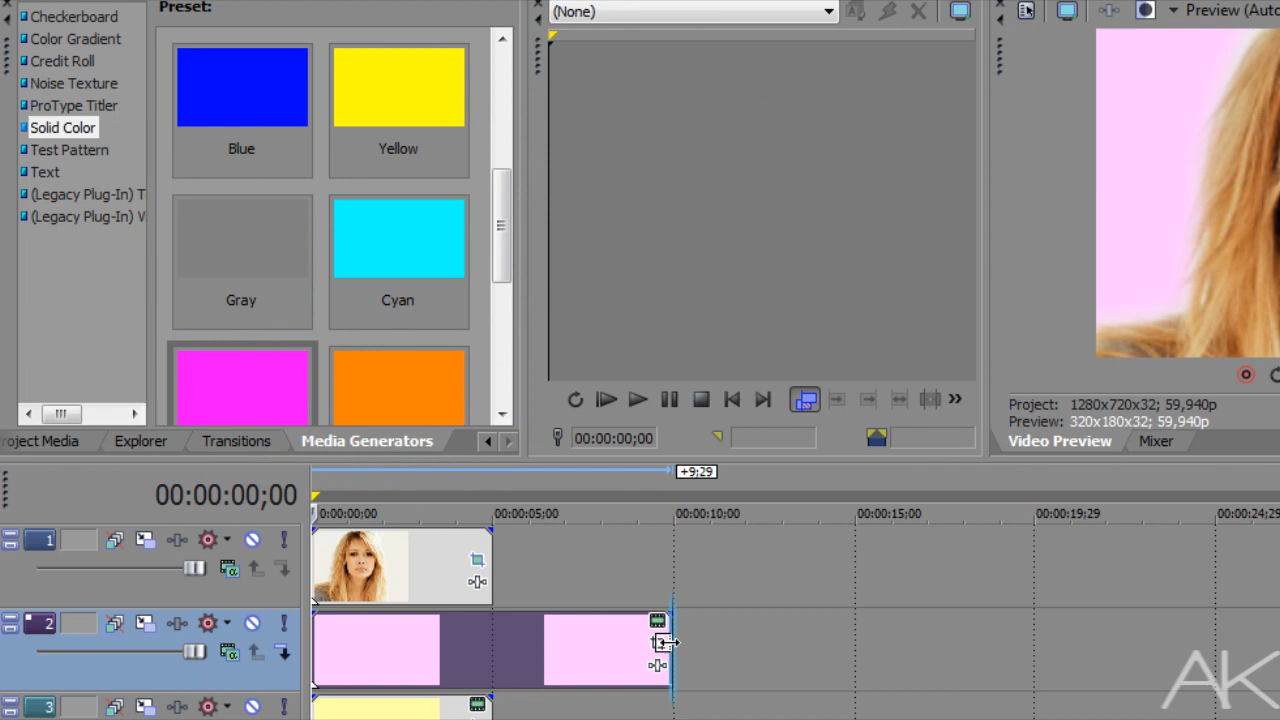 Checkerboard
Color Gradient
Credit Roll
Noise Texture
ProType Titler
Solid Color
Test Pattern
Text
(Legacy Plug-In) T
(Legacy Plug-In)
Preset:
Blue
Yellow
Gray
Cyan
(None)
Preview (Auto
00:00:00;00
Project: 1280x720x32; 59,940p
Preview: 320x180x32; 59,940p
roject Media
Explorer
Transitions
Media Generators
Video Preview
Mixer
+9;29
00:00:00;00
0:00:00;00
00:00:05;00
00:00:10;00
00:00:15;00
00:00:19;29
00:00:24;29
1
2
3
AK